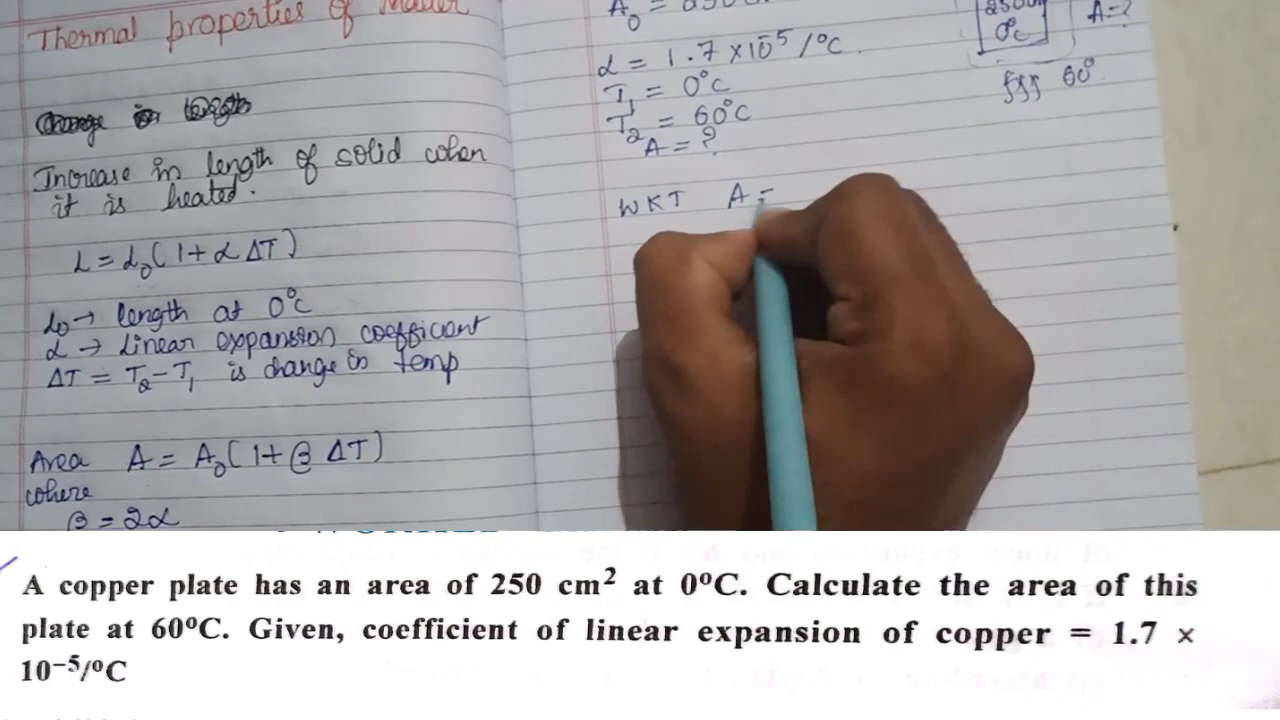 Thermal properties of Matter
Increase in length of solid when
it is heated.
L = L₀(1+ α ΔT)
L₀ → length at 0°C
α → Linear expansion coefficient
ΔT = T₂-T₁ is change in temp
Area A = A₀(1+ β ΔT)
where
β = 2α
A₀ =
α = 1.7 ×10⁻⁵ /°C.
T₁ = 0°C
T₂ = 60°C
A = ?
0°C
A=?
60°.
WKT A =
A copper plate has an area of 250 cm² at 0°C. Calculate the area of this
plate at 60°C. Given, coefficient of linear expansion of copper = 1.7 ×
10⁻⁵/°C